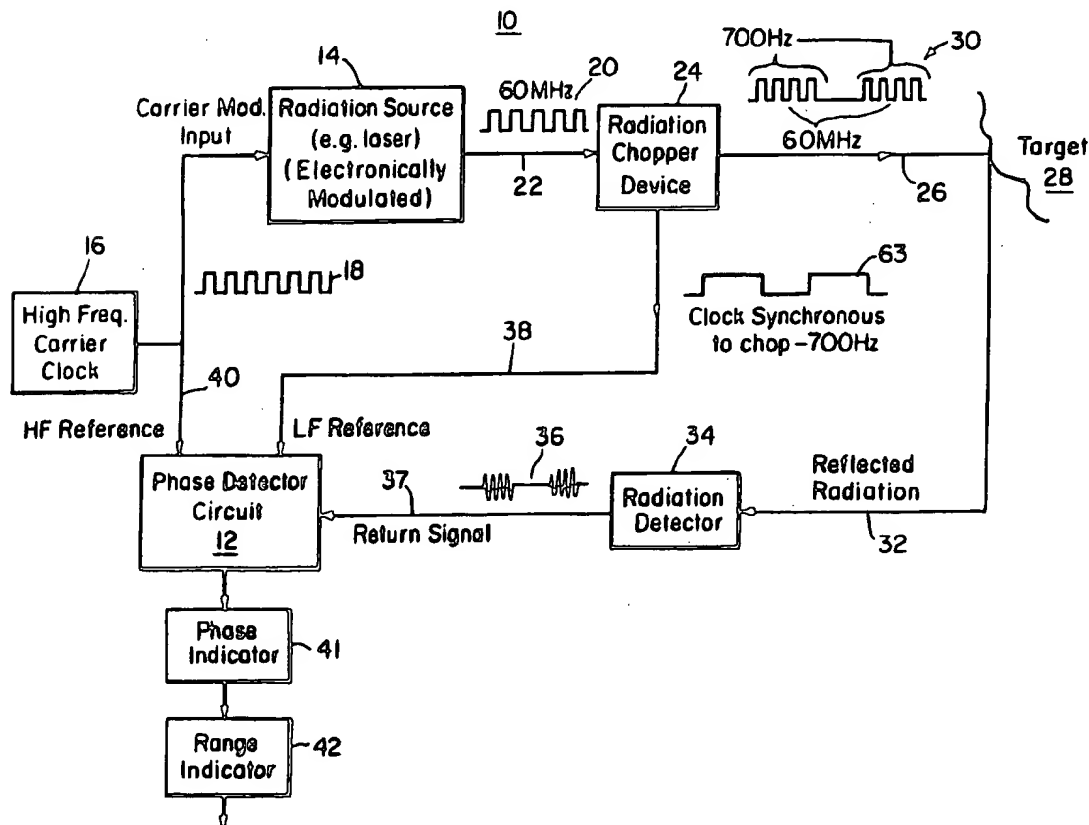 10
14
Radiation Source
(e.g. laser)
(Electronically
Modulated)
Carrier Mod.
Input
60MHz
20
22
24
Radiation
Chopper
Device
700Hz
30
60MHz
26
Target
28
16
High Freq.
Carrier
Clock
18
63
Clock Synchronous
to chop-700Hz
38
40
HF Reference
LF Reference
Phase Detector
Circuit
12
36
37
Return Signal
34
Radiation
Detector
Reflected
Radiation
32
Phase
Indicator
41
Range
Indicator
42